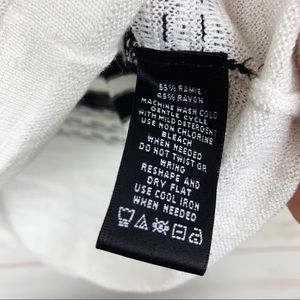 55% RAMIE
45% RAYON
MACHINE WASH COLD
GENTLE CYCLE
WITH MILD DETERGENT
USE NON CHLORINE
BLEACH
WHEN NEEDED
DO NOT TWIST OR
WRING
RESHAPE AND
DRY FLAT
USE COOL IRON
WHEN NEEDED